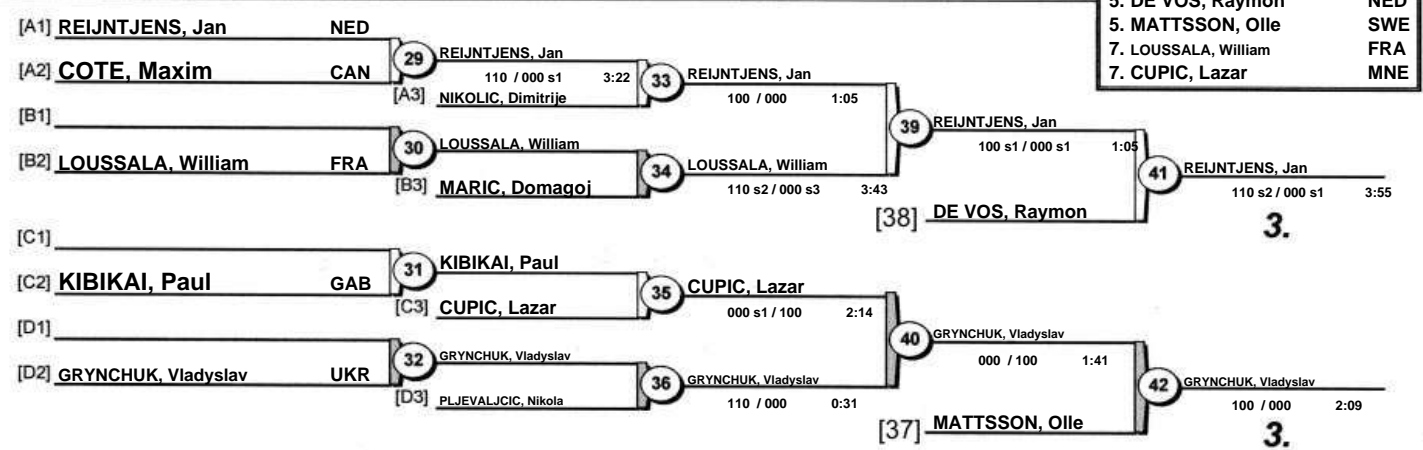 5. DE VOS, Raymon NED
5. MATTSSON, Olle SWE
7. LOUSSALA, William FRA
7. CUPIC, Lazar MNE
[A1] REIJNTJENS, Jan NED
[A2] COTE, Maxim CAN
29
REIJNTJENS, Jan
110 / 000 s1 3:22
[A3] NIKOLIC, Dimitrije
33
REIJNTJENS, Jan
100 / 000 1:05
[B1]
[B2] LOUSSALA, William FRA
30
LOUSSALA, William
[B3] MARIC, Domagoj
34
LOUSSALA, William
110 s2 / 000 s3 3:43
39
REIJNTJENS, Jan
100 s1 / 000 s1 1:05
[38] DE VOS, Raymon
41
REIJNTJENS, Jan
110 s2 / 000 s1 3:55
3.
[C1]
[C2] KIBIKAI, Paul GAB
31
KIBIKAI, Paul
[C3] CUPIC, Lazar
35
CUPIC, Lazar
000 s1 / 100 2:14
[D1]
[D2] GRYNCHUK, Vladyslav UKR
32
GRYNCHUK, Vladyslav
[D3] PLJEVALJCIC, Nikola
36
GRYNCHUK, Vladyslav
110 / 000 0:31
40
GRYNCHUK, Vladyslav
000 / 100 1:41
[37] MATTSSON, Olle
42
GRYNCHUK, Vladyslav
100 / 000 2:09
3.